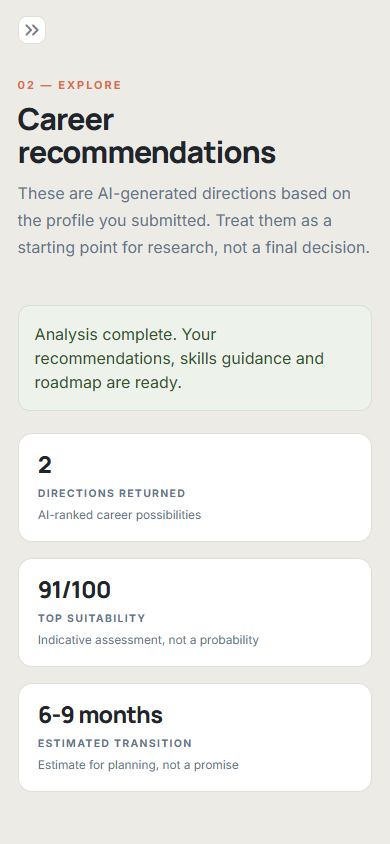 02 — EXPLORE
Career
recommendations
These are AI-generated directions based on
the profile you submitted. Treat them as a
starting point for research, not a final decision.
Analysis complete. Your
recommendations, skills guidance and
roadmap are ready.
2
DIRECTIONS RETURNED
AI-ranked career possibilities
91/100
TOP SUITABILITY
Indicative assessment, not a probability
6-9 months
ESTIMATED TRANSITION
Estimate for planning, not a promise